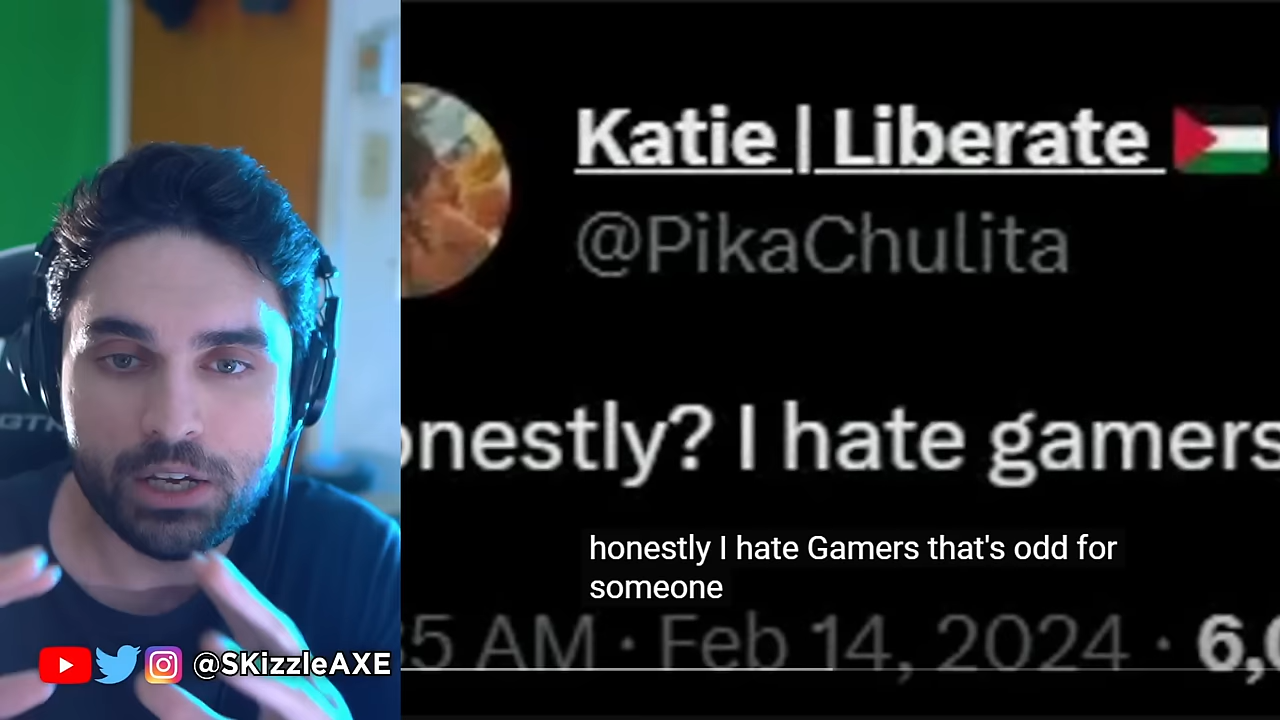 Katie | Liberate
@PikaChulita
onestly? I hate gamers
honestly I hate Gamers that's odd for
someone
5 AM · Feb 14, 2024 · 6,0
@SKizzleAXE